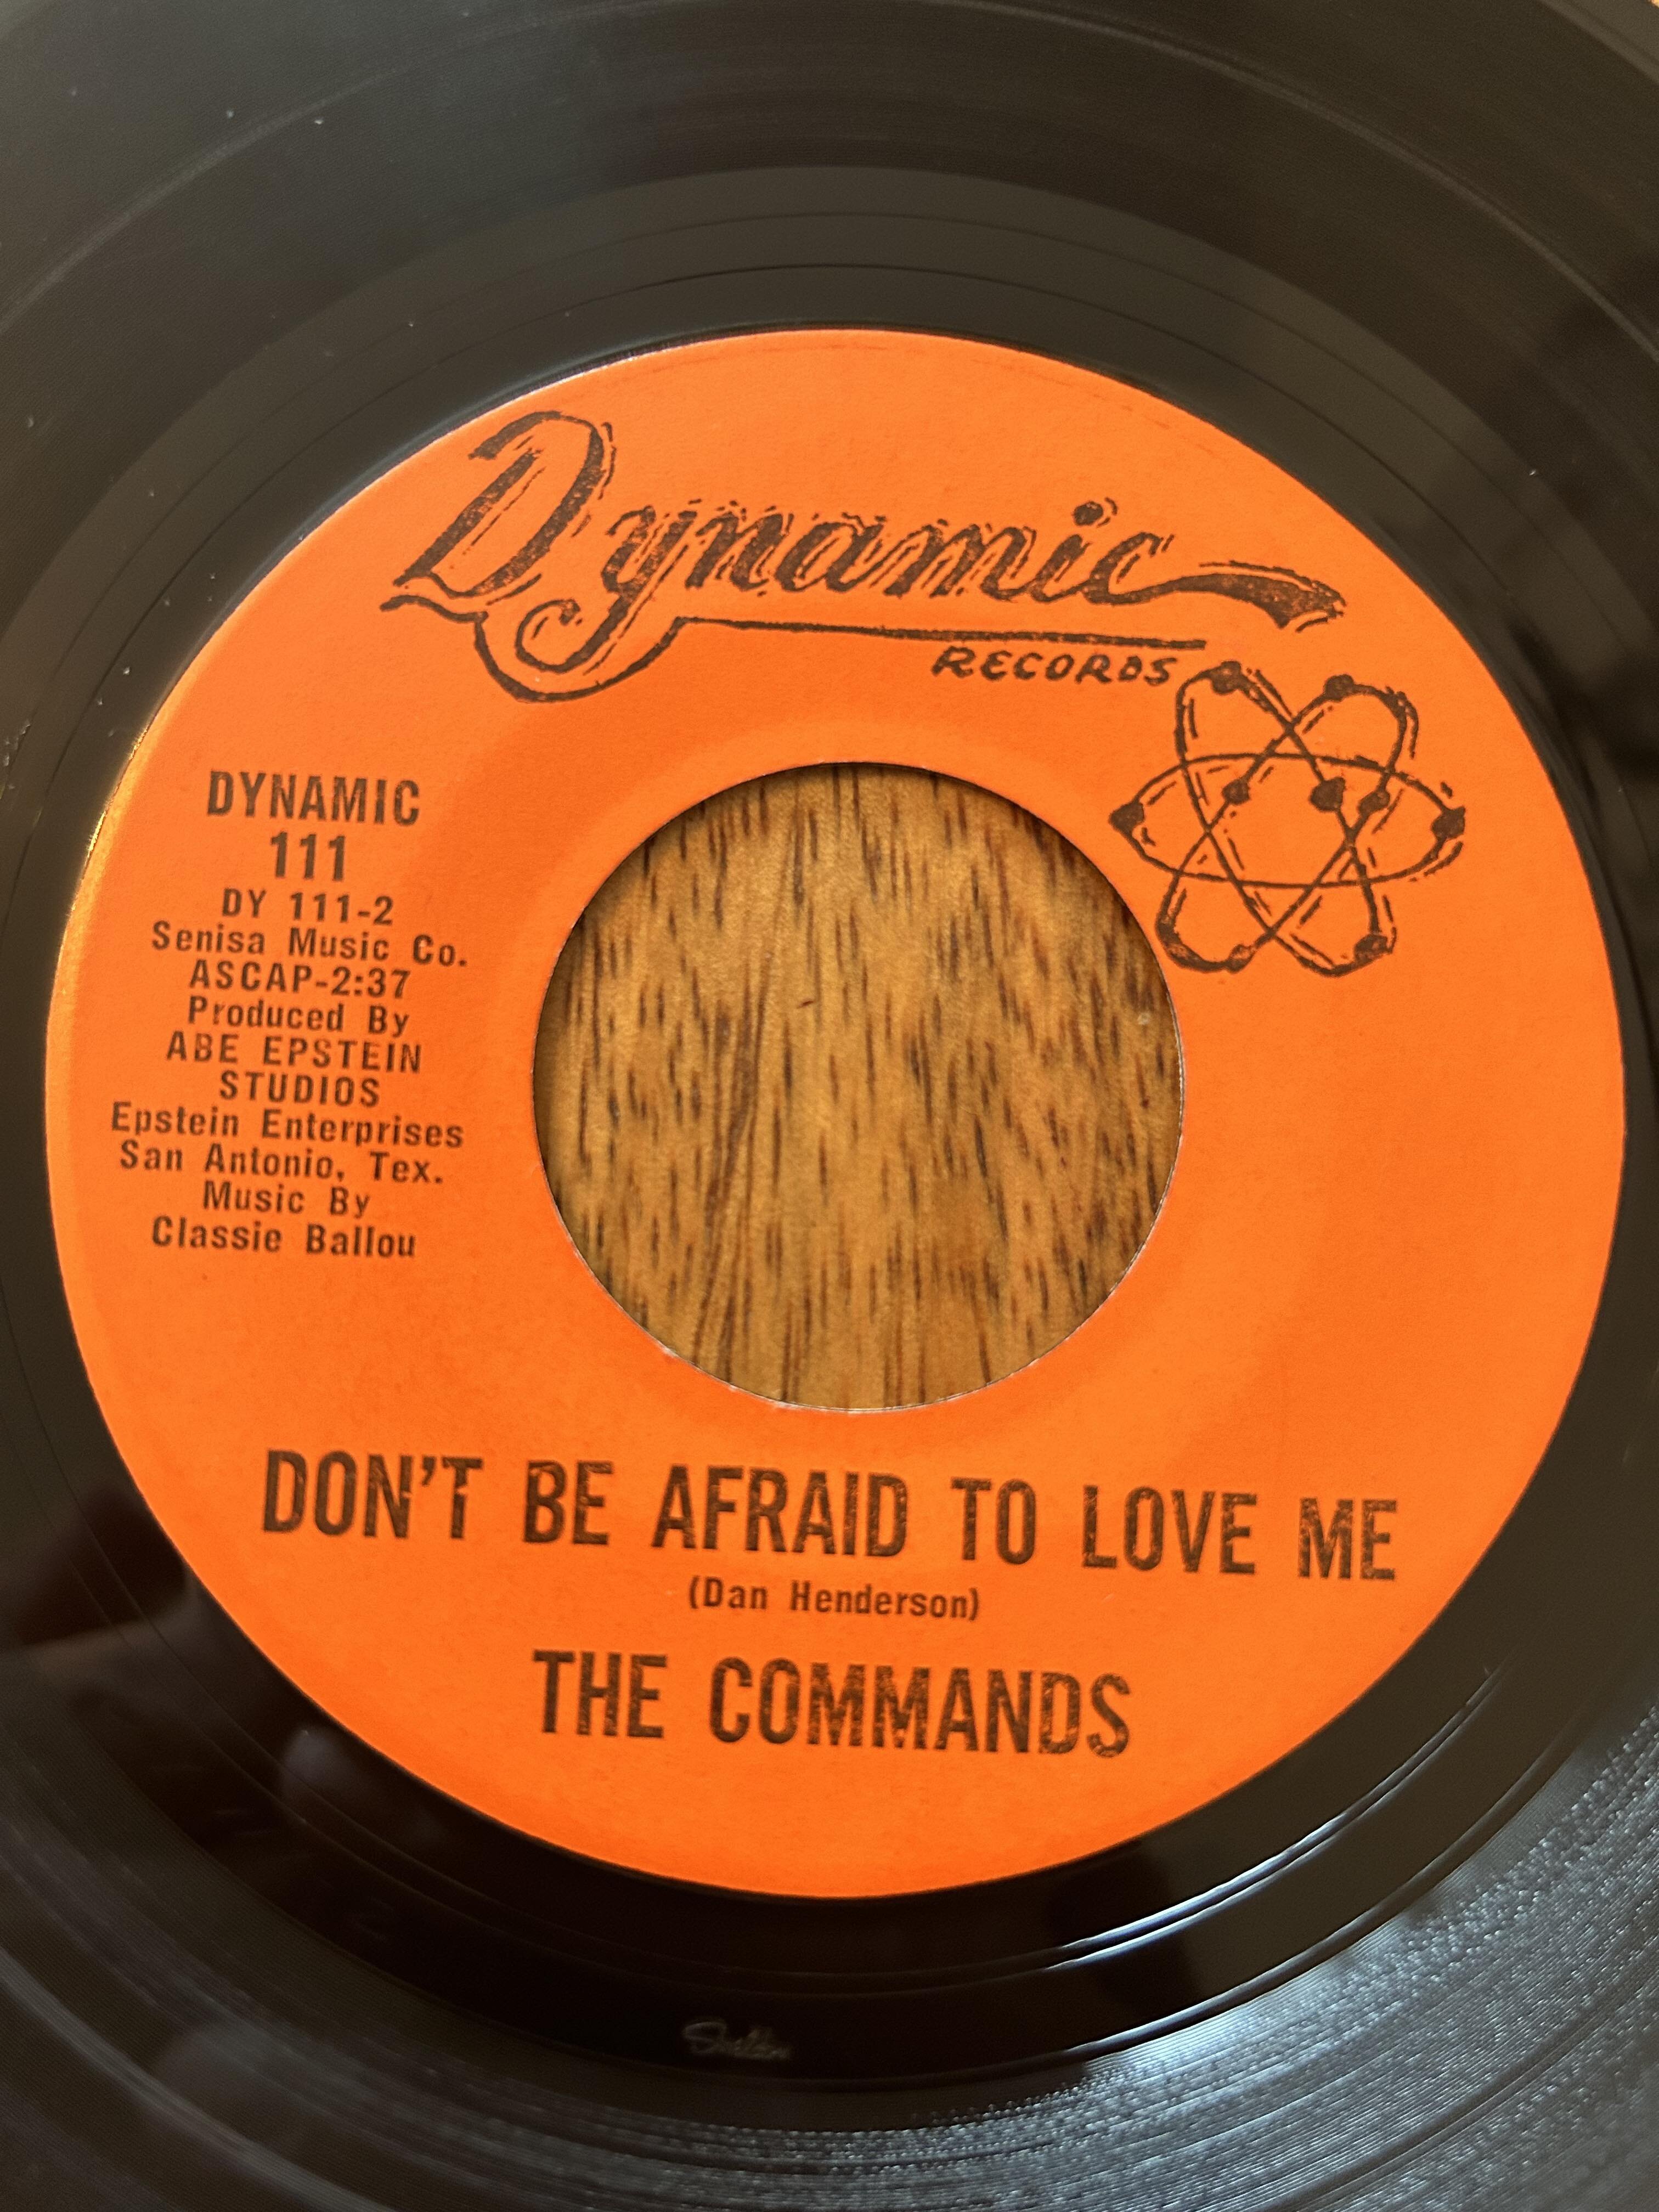 Dynamic
RECORDS
DYNAMIC
111
DY 111-2
Senisa Music Co.
ASCAP-2:37
Produced By
ABE EPSTEIN
STUDIOS
Epstein Enterprises
San Antonio, Tex.
Music By
Classie Ballou
DON'T BE AFRAID TO LOVE ME
(Dan Henderson)
THE COMMANDS